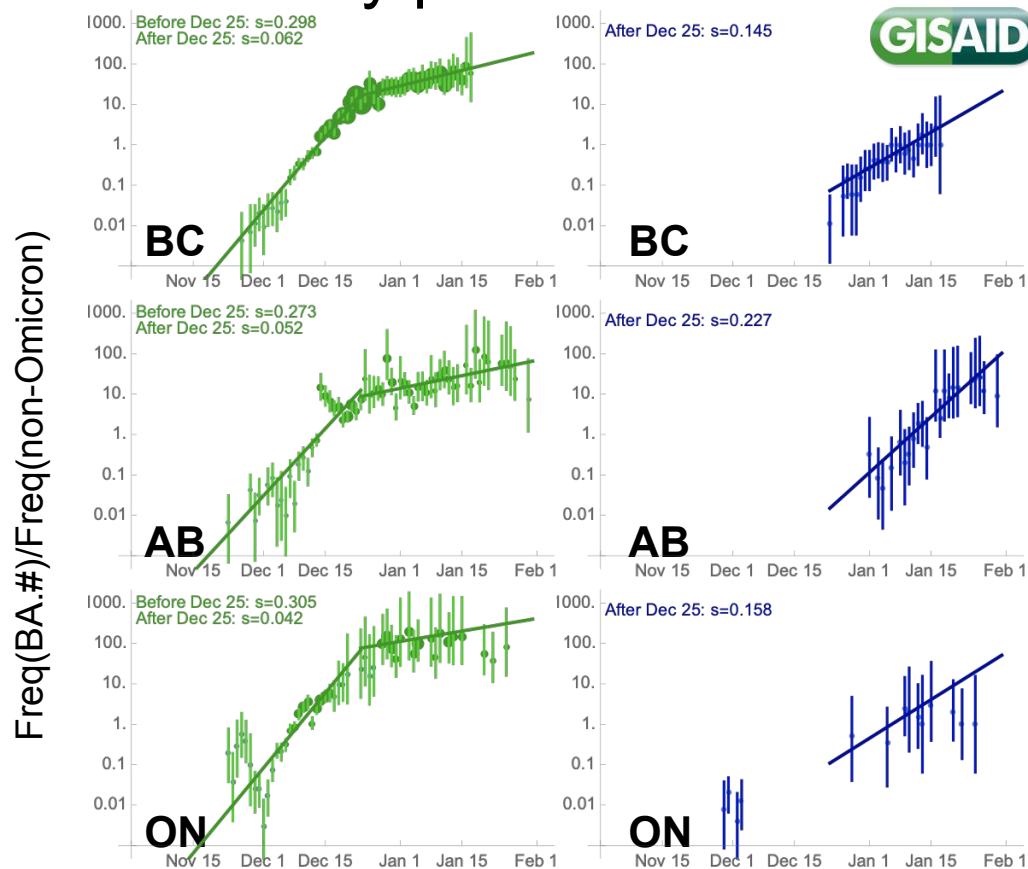 Freq(BA.#)/Freq(non-Omicron)
Before Dec 25: s=0.298
After Dec 25: s=0.062
1000.
100.
10.
1.
0.1
0.01
BC
Nov 15 Dec 1 Dec 15 Jan 1 Jan 15 Feb 1
After Dec 25: s=0.145
GISAID
1000.
100.
10.
1.
0.1
0.01
BC
Nov 15 Dec 1 Dec 15 Jan 1 Jan 15 Feb 1
Before Dec 25: s=0.273
After Dec 25: s=0.052
1000.
100.
10.
1.
0.1
0.01
AB
Nov 15 Dec 1 Dec 15 Jan 1 Jan 15 Feb 1
After Dec 25: s=0.227
1000.
100.
10.
1.
0.1
0.01
AB
Nov 15 Dec 1 Dec 15 Jan 1 Jan 15 Feb 1
Before Dec 25: s=0.305
After Dec 25: s=0.042
1000.
100.
10.
1.
0.1
0.01
ON
Nov 15 Dec 1 Dec 15 Jan 1 Jan 15 Feb 1
After Dec 25: s=0.158
1000.
100.
10.
1.
0.1
0.01
ON
Nov 15 Dec 1 Dec 15 Jan 1 Jan 15 Feb 1